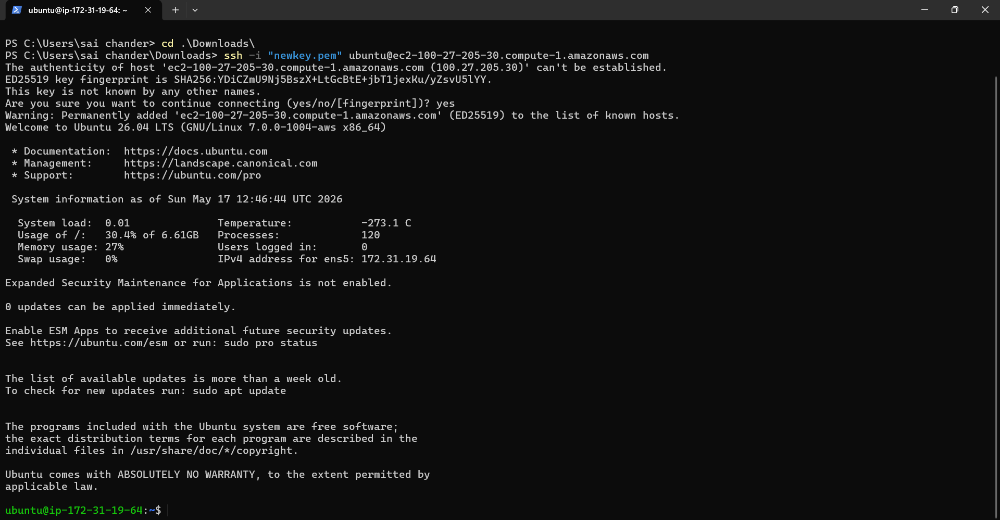 ubuntu@ip-172-31-19-64: ~
PS C:\Users\sai chander> cd .\Downloads\
PS C:\Users\sai chander\Downloads> ssh -i "newkey.pem" ubuntu@ec2-100-27-205-30.compute-1.amazonaws.com
The authenticity of host 'ec2-100-27-205-30.compute-1.amazonaws.com (100.27.205.30)' can't be established.
ED25519 key fingerprint is SHA256:YDiCZmU9Nj5BszX+LtGcBtE+jbT1jexKu/yZsvU5lYY.
This key is not known by any other names.
Are you sure you want to continue connecting (yes/no/[fingerprint])? yes
Warning: Permanently added 'ec2-100-27-205-30.compute-1.amazonaws.com' (ED25519) to the list of known hosts.
Welcome to Ubuntu 26.04 LTS (GNU/Linux 7.0.0-1004-aws x86_64)
* Documentation:  https://docs.ubuntu.com
* Management:     https://landscape.canonical.com
* Support:        https://ubuntu.com/pro
System information as of Sun May 17 12:46:44 UTC 2026
System load:  0.01              Temperature:           -273.1 C
Usage of /:   30.4% of 6.61GB   Processes:             120
Memory usage: 27%               Users logged in:       0
Swap usage:   0%                IPv4 address for ens5: 172.31.19.64
Expanded Security Maintenance for Applications is not enabled.
0 updates can be applied immediately.
Enable ESM Apps to receive additional future security updates.
See https://ubuntu.com/esm or run: sudo pro status
The list of available updates is more than a week old.
To check for new updates run: sudo apt update
The programs included with the Ubuntu system are free software;
the exact distribution terms for each program are described in the
individual files in /usr/share/doc/*/copyright.
Ubuntu comes with ABSOLUTELY NO WARRANTY, to the extent permitted by
applicable law.
ubuntu@ip-172-31-19-64:~$